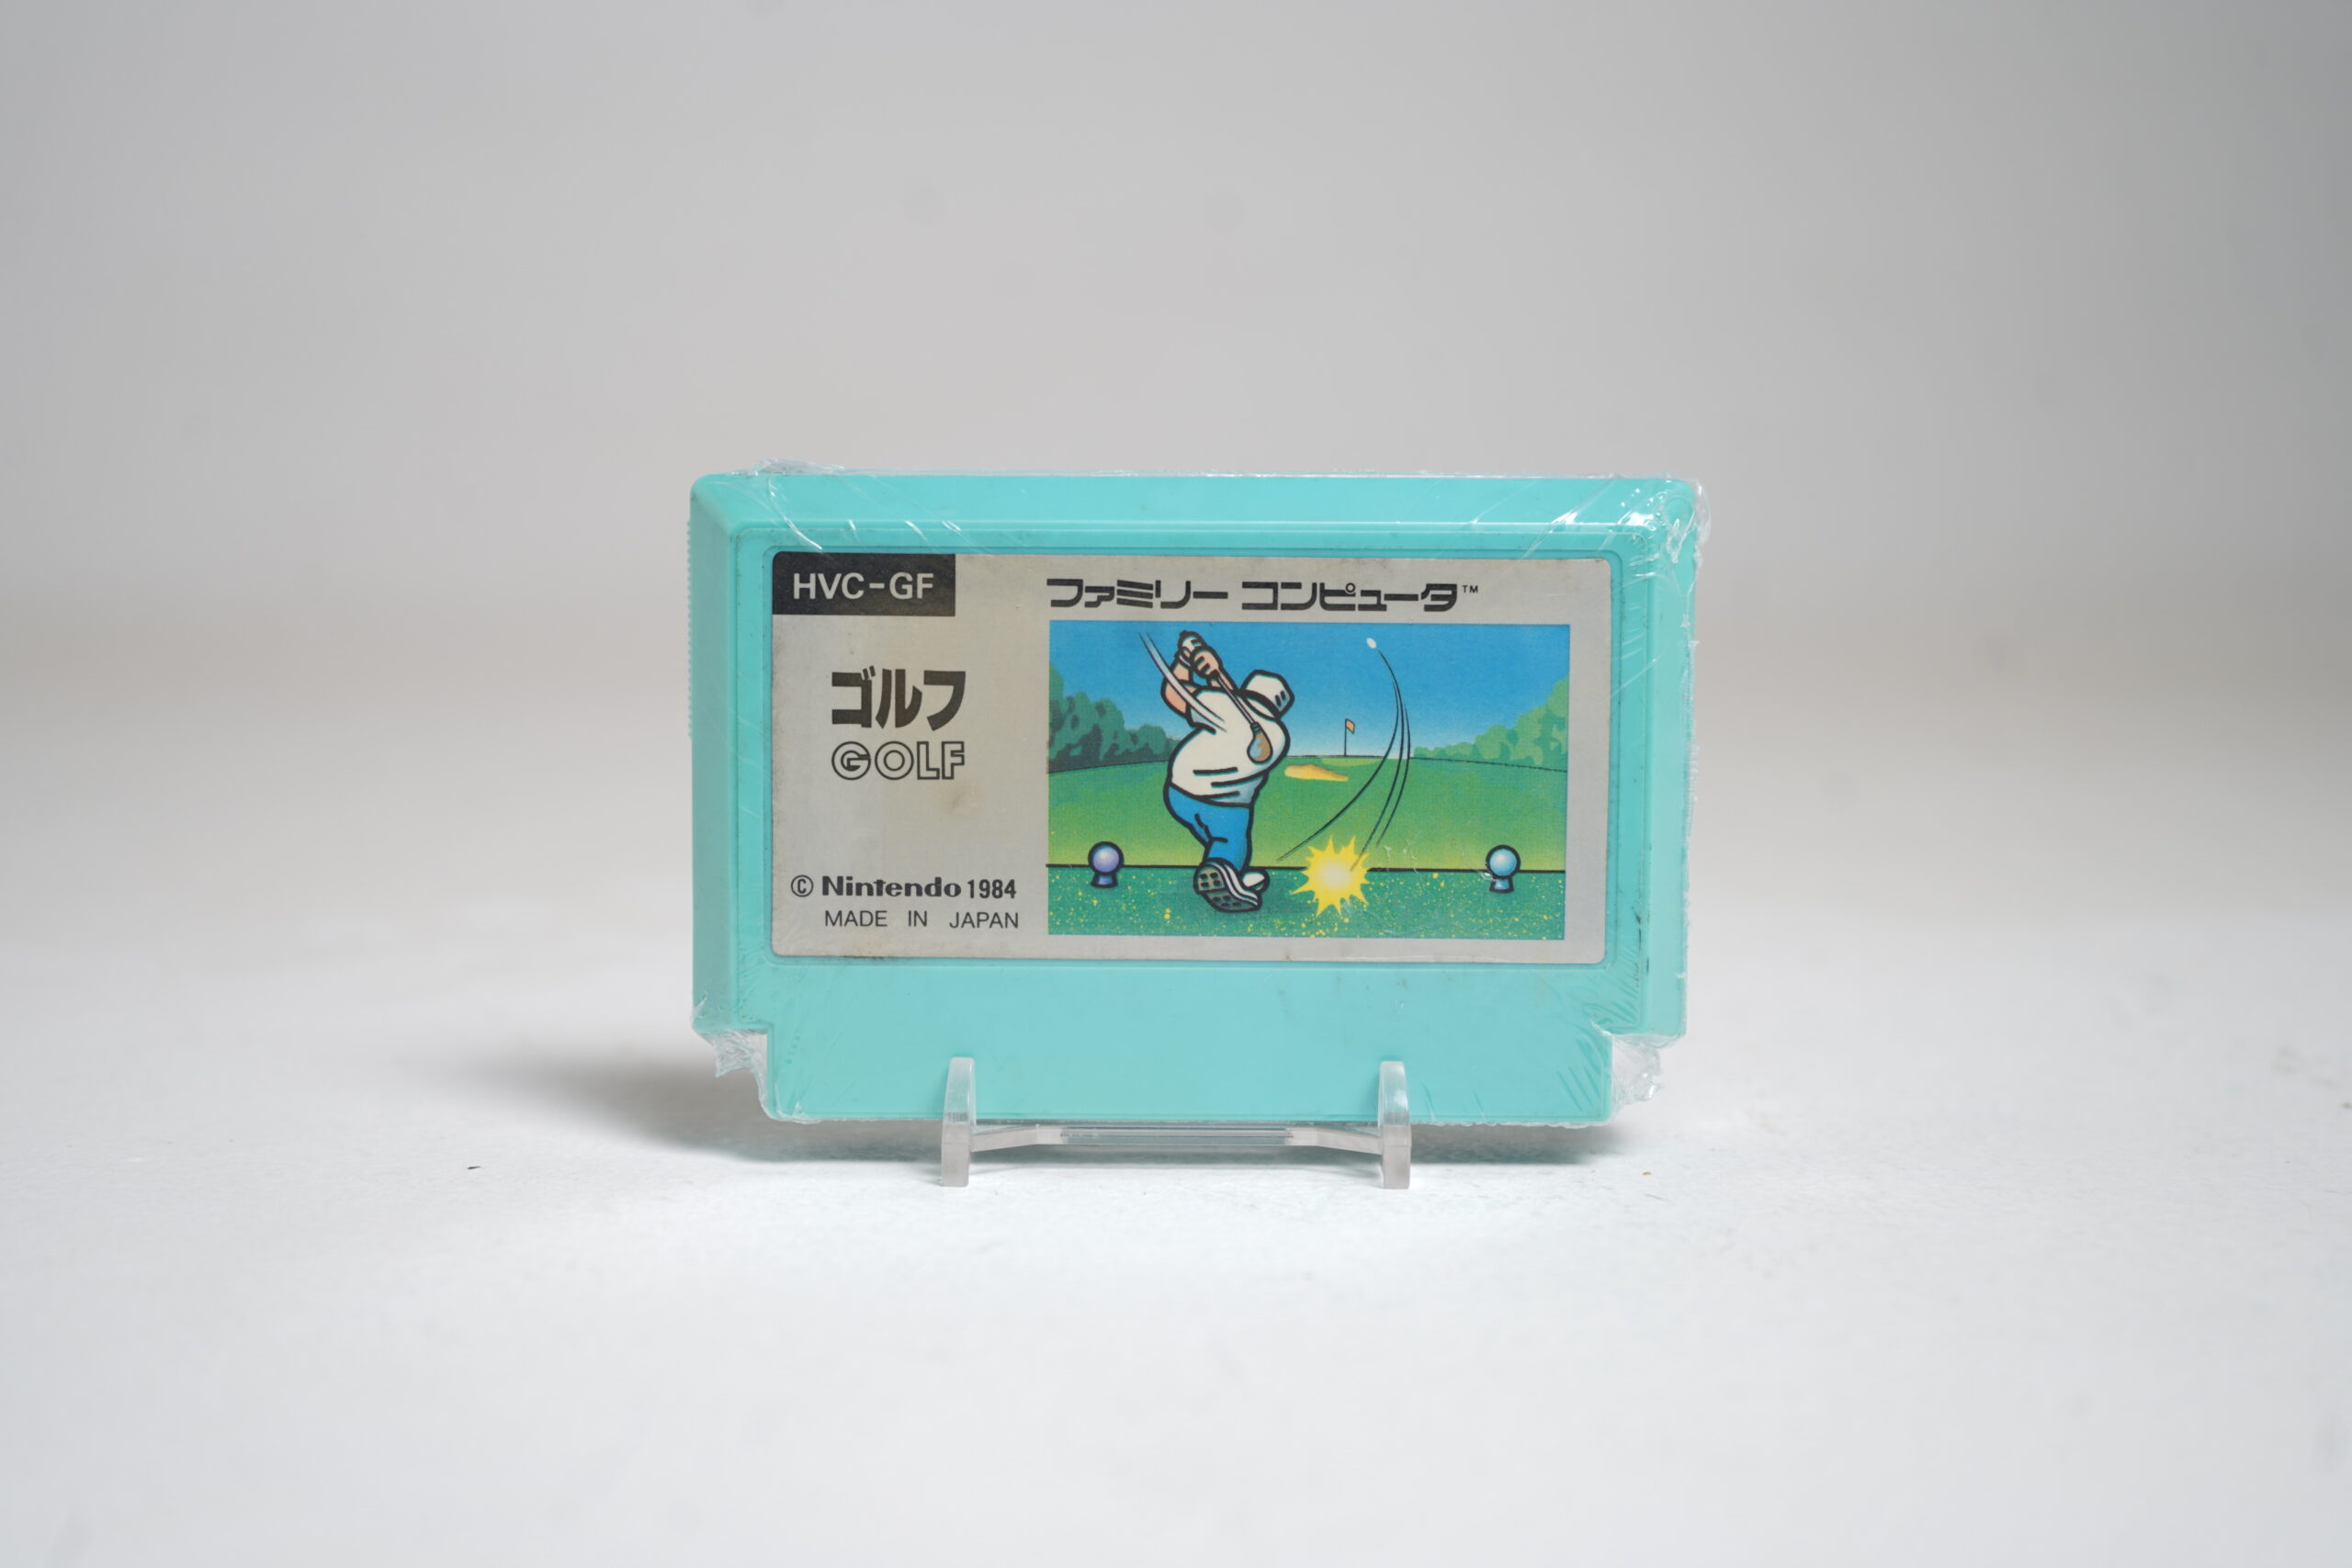 HVC-GF
ファミリー コンピュータ™
ゴルフ
GOLF
© Nintendo 1984
MADE IN JAPAN